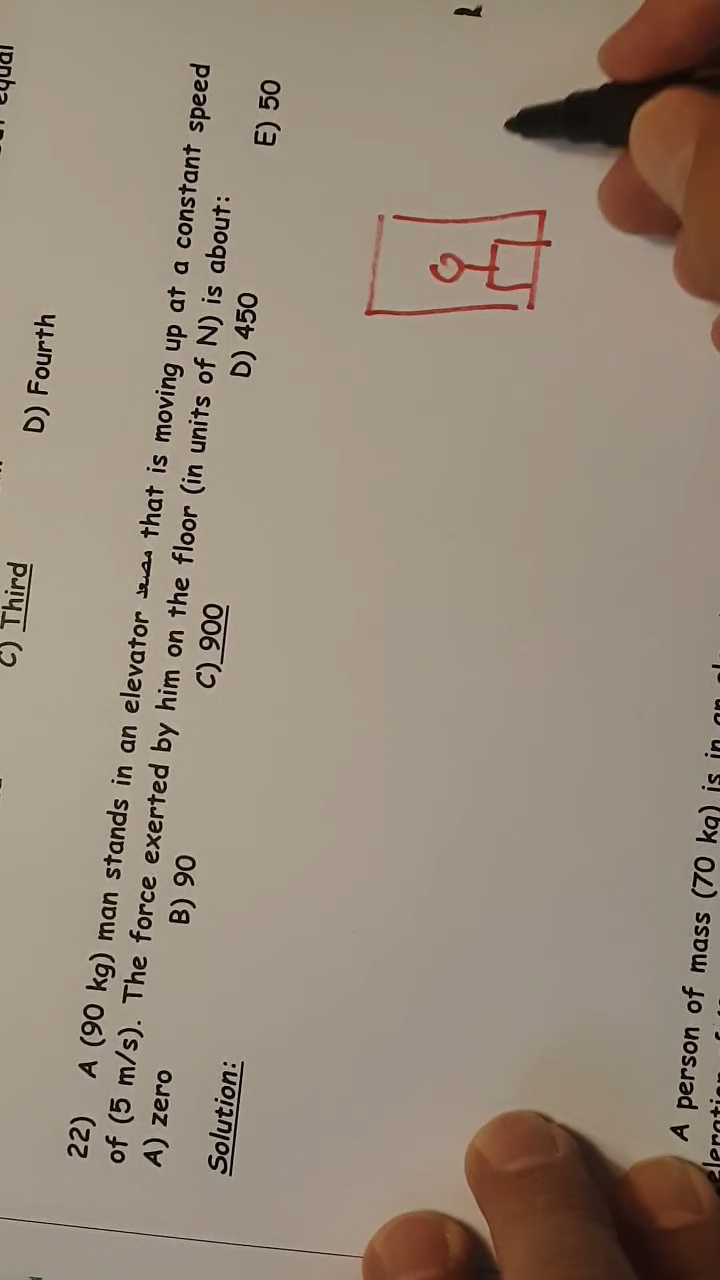 C) Third
D) Fourth
equal
22) A (90 kg) man stands in an elevator مصعد that is moving up at a constant speed
of (5 m/s). The force exerted by him on the floor (in units of N) is about:
A) zero B) 90 C) 900 D) 450 E) 50
Solution:
A person of mass (70 kg) is in an